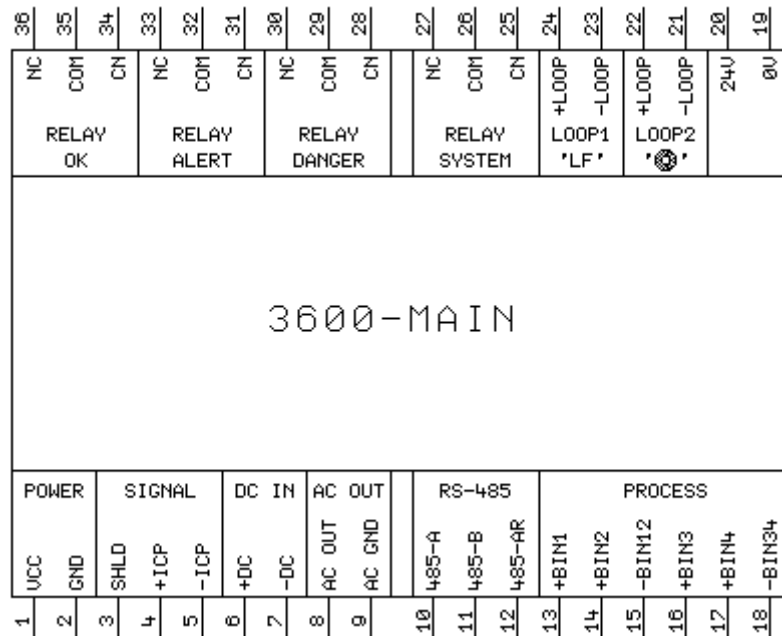 36 35 34 33 32 31 30 29 28 27 26 25 24 23 22 21 20 19
NC COM CN NC COM CN NC COM CN NC COM CN +LOOP -LOOP +LOOP -LOOP 24V 0V
RELAY RELAY RELAY RELAY LOOP1 LOOP2
OK ALERT DANGER SYSTEM 'LF' ' '
3600-MAIN
POWER SIGNAL DC IN AC OUT RS-485 PROCESS
VCC GND SHLD +ICP -ICP +DC -DC AC OUT AC GND 485-A 485-B 485-AR +BIN1 +BIN2 -BIN12 +BIN3 +BIN4 -BIN34
1 2 3 4 5 6 7 8 9 10 11 12 13 14 15 16 17 18